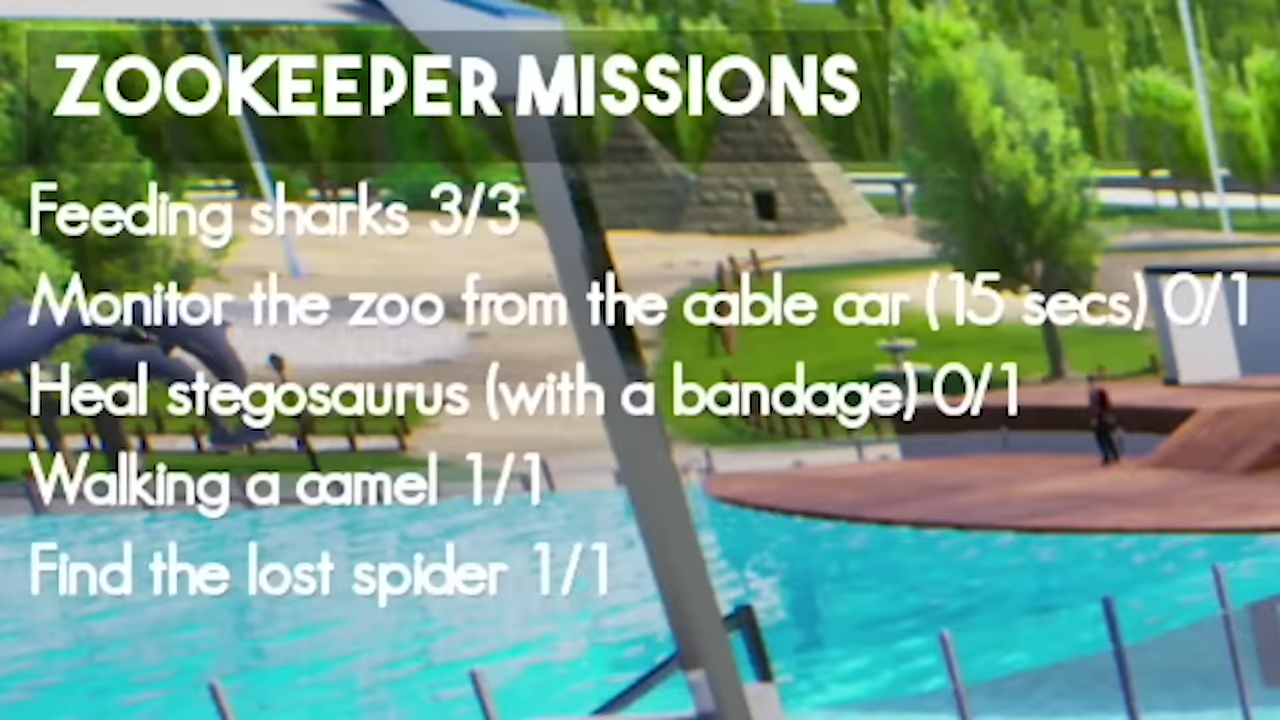 ZOOKEEPER MISSIONS
Feeding sharks 3/3
Monitor the zoo from the cable car (15 secs) 0/1
Heal stegosaurus (with a bandage) 0/1
Walking a camel 1/1
Find the lost spider 1/1